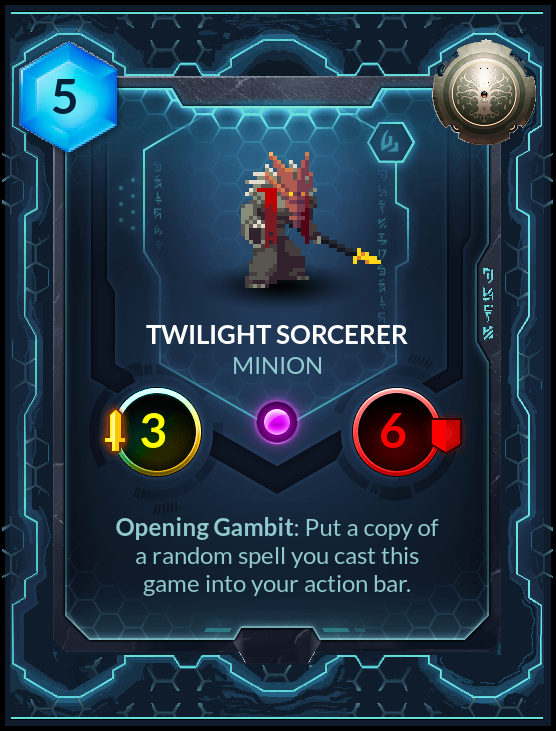 5
TWILIGHT SORCERER
MINION
3
6
Opening Gambit: Put a copy of
a random spell you cast this
game into your action bar.